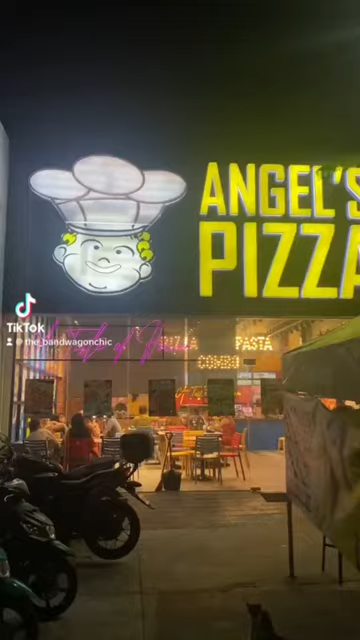 ANGEL'S
PIZZA
TikTok
@the_bandwagonchic
PIZZA
PASTA
COMBO